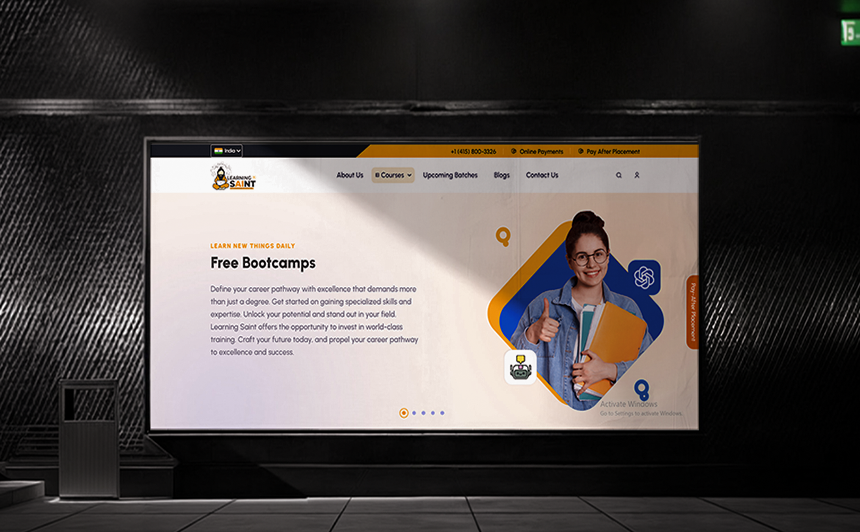 India
+1 (415) 800-3326
Online Payments
Pay After Placement
LEARNING
SAINT
About Us
Courses
Upcoming Batches
Blogs
Contact Us
LEARN NEW THINGS DAILY
Free Bootcamps
Define your career pathway with excellence that demands more
than just a degree. Get started on gaining specialized skills and
expertise. Unlock your potential and stand out in your field.
Learning Saint offers the opportunity to invest in world-class
training. Craft your future today, and propel your career pathway
to excellence and success.
Pay-After Placement
Activate Windows
Go to Settings to activate Windows.